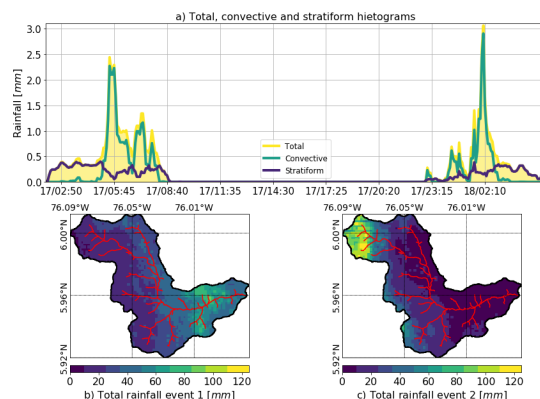 a) Total, convective and stratiform hietograms
Rainfall [mm]
3.0
2.5
2.0
1.5
1.0
0.5
0.0
Total
Convective
Stratiform
17/02:50 17/05:45 17/08:40 17/11:35 17/14:30 17/17:25 17/20:20 17/23:15 18/02:10
76.09°W 76.05°W 76.01°W
76.09°W 76.05°W 76.01°W
6.00°N
5.96°N
5.92°N
6.00°N
5.96°N
5.92°N
0 20 40 60 80 100 120
0 20 40 60 80 100 120
b) Total rainfall event 1 [mm]
c) Total rainfall event 2 [mm]